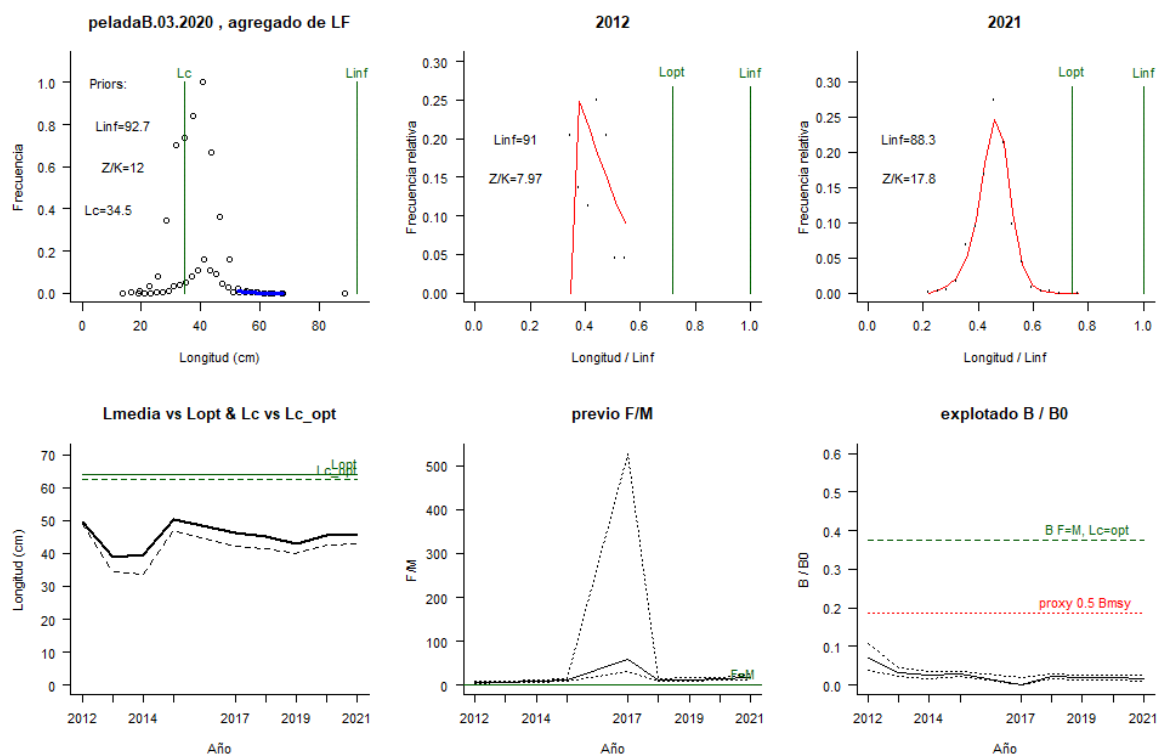 peladaB.03.2020 , agregado de LF
Lc
Linf
Priors:
Linf=92.7
Z/K=12
Lc=34.5
Frecuencia
1.0
0.8
0.6
0.4
0.2
0.0
0 20 40 60 80
Longitud (cm)
2012
Lopt
Linf
Linf=91
Z/K=7.97
Frecuencia relativa
0.30
0.25
0.20
0.15
0.10
0.05
0.00
0.0 0.2 0.4 0.6 0.8 1.0
Longitud / Linf
2021
Lopt
Linf
Linf=88.3
Z/K=17.8
Frecuencia relativa
0.30
0.25
0.20
0.15
0.10
0.05
0.00
0.0 0.2 0.4 0.6 0.8 1.0
Longitud / Linf
Lmedia vs Lopt & Lc vs Lc_opt
Lopt
Lc_opt
Longitud (cm)
70
60
50
40
30
20
10
0
2012 2014 2017 2019 2021
Año
previo F/M
F/M
500
400
300
200
100
0
F=M
2012 2014 2017 2019 2021
Año
explotado B / B0
B F=M, Lc=opt
proxy 0.5 Bmsy
B / B0
0.6
0.5
0.4
0.3
0.2
0.1
0.0
2012 2014 2017 2019 2021
Año